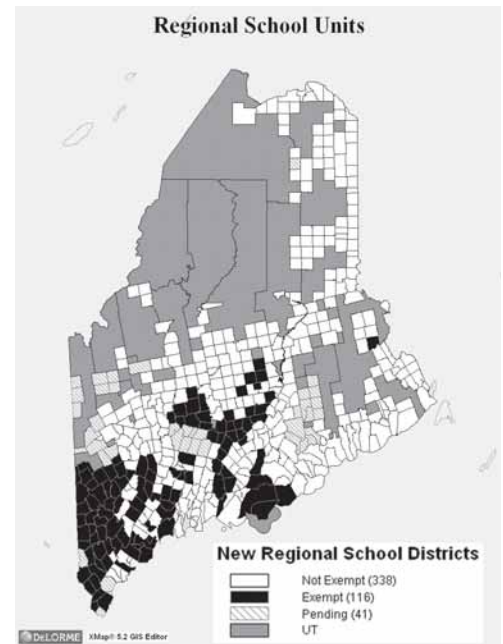 Regional School Units
New Regional School Districts
Not Exempt (338)
Exempt (116)
Pending (41)
UT
DeLORME XMap® 5.2 GIS Editor